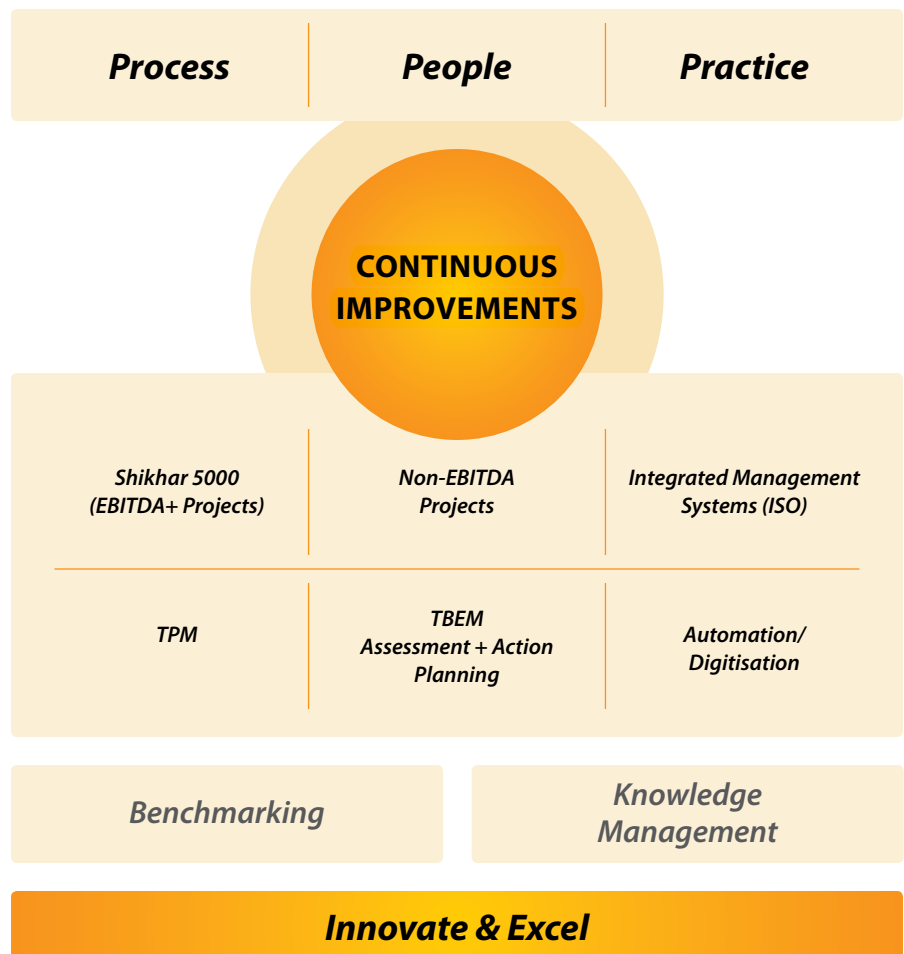 Process
People
Practice
CONTINUOUS
IMPROVEMENTS
Shikhar 5000
(EBITDA+ Projects)
Non-EBITDA
Projects
Integrated Management
Systems (ISO)
TPM
TBEM
Assessment + Action
Planning
Automation/
Digitisation
Benchmarking
Knowledge
Management
Innovate & Excel